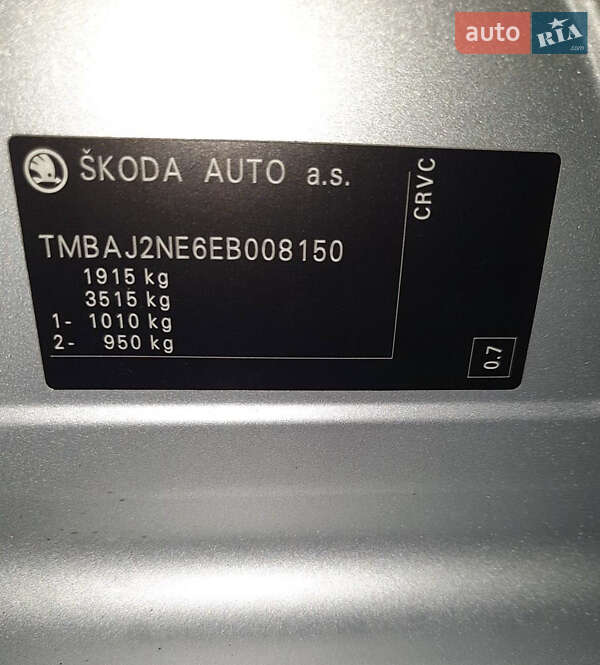 auto RIA .com
ŠKODA AUTO a.s.
CRVC
TMBAJ2NE6EB008150
1915 kg
3515 kg
1- 1010 kg
2- 950 kg
0.7